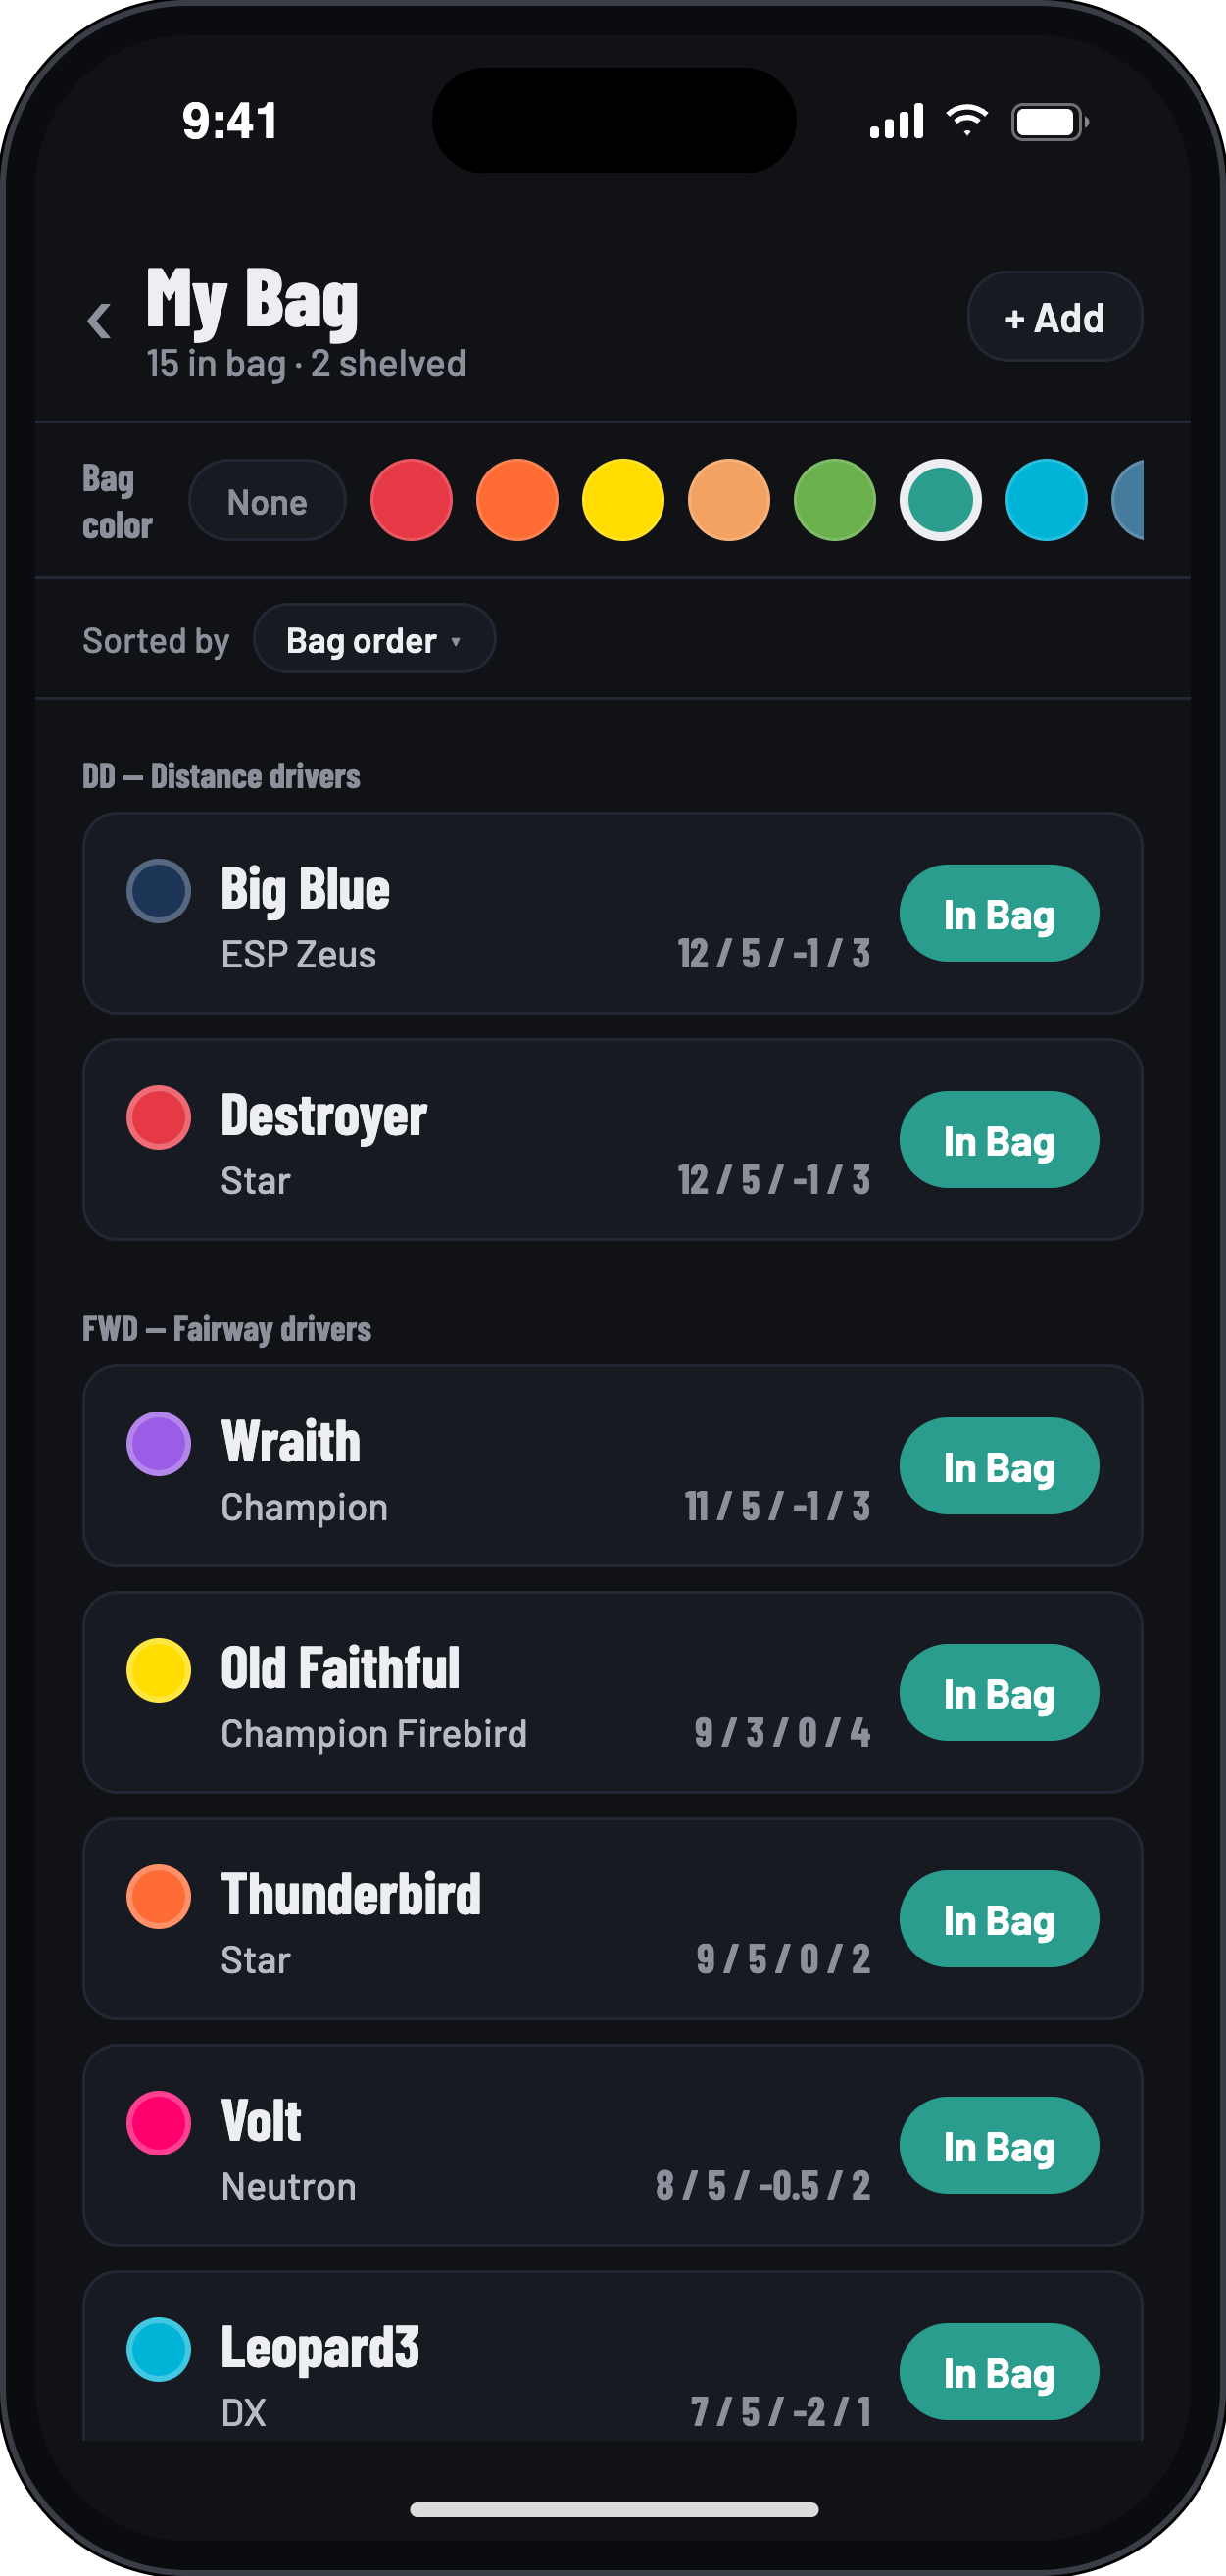 9:41
‹ My Bag
15 in bag · 2 shelved
+ Add
Bag
color
None
Sorted by
Bag order ▾
DD – Distance drivers
Big Blue
ESP Zeus
12 / 5 / -1 / 3
In Bag
Destroyer
Star
12 / 5 / -1 / 3
In Bag
FWD – Fairway drivers
Wraith
Champion
11 / 5 / -1 / 3
In Bag
Old Faithful
Champion Firebird
9 / 3 / 0 / 4
In Bag
Thunderbird
Star
9 / 5 / 0 / 2
In Bag
Volt
Neutron
8 / 5 / -0.5 / 2
In Bag
Leopard3
DX
7 / 5 / -2 / 1
In Bag